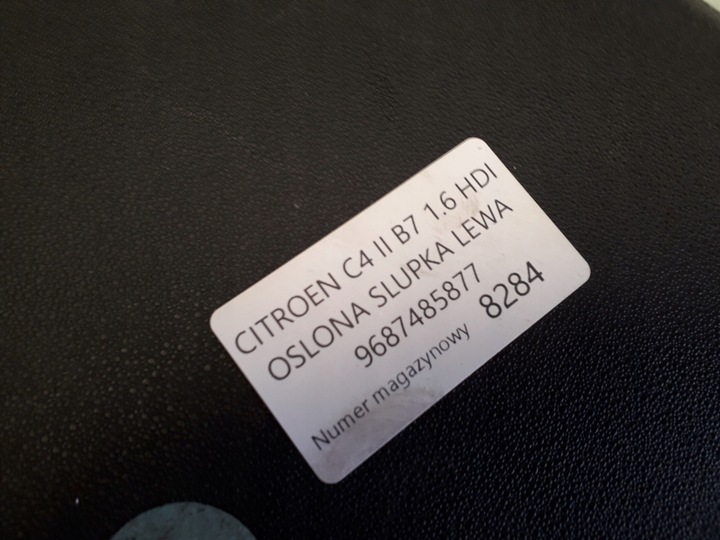 CITROEN C4 II B7 1.6 HDI
OSLONA SLUPKA LEWA
9687485877
Numer magazynowy 8284